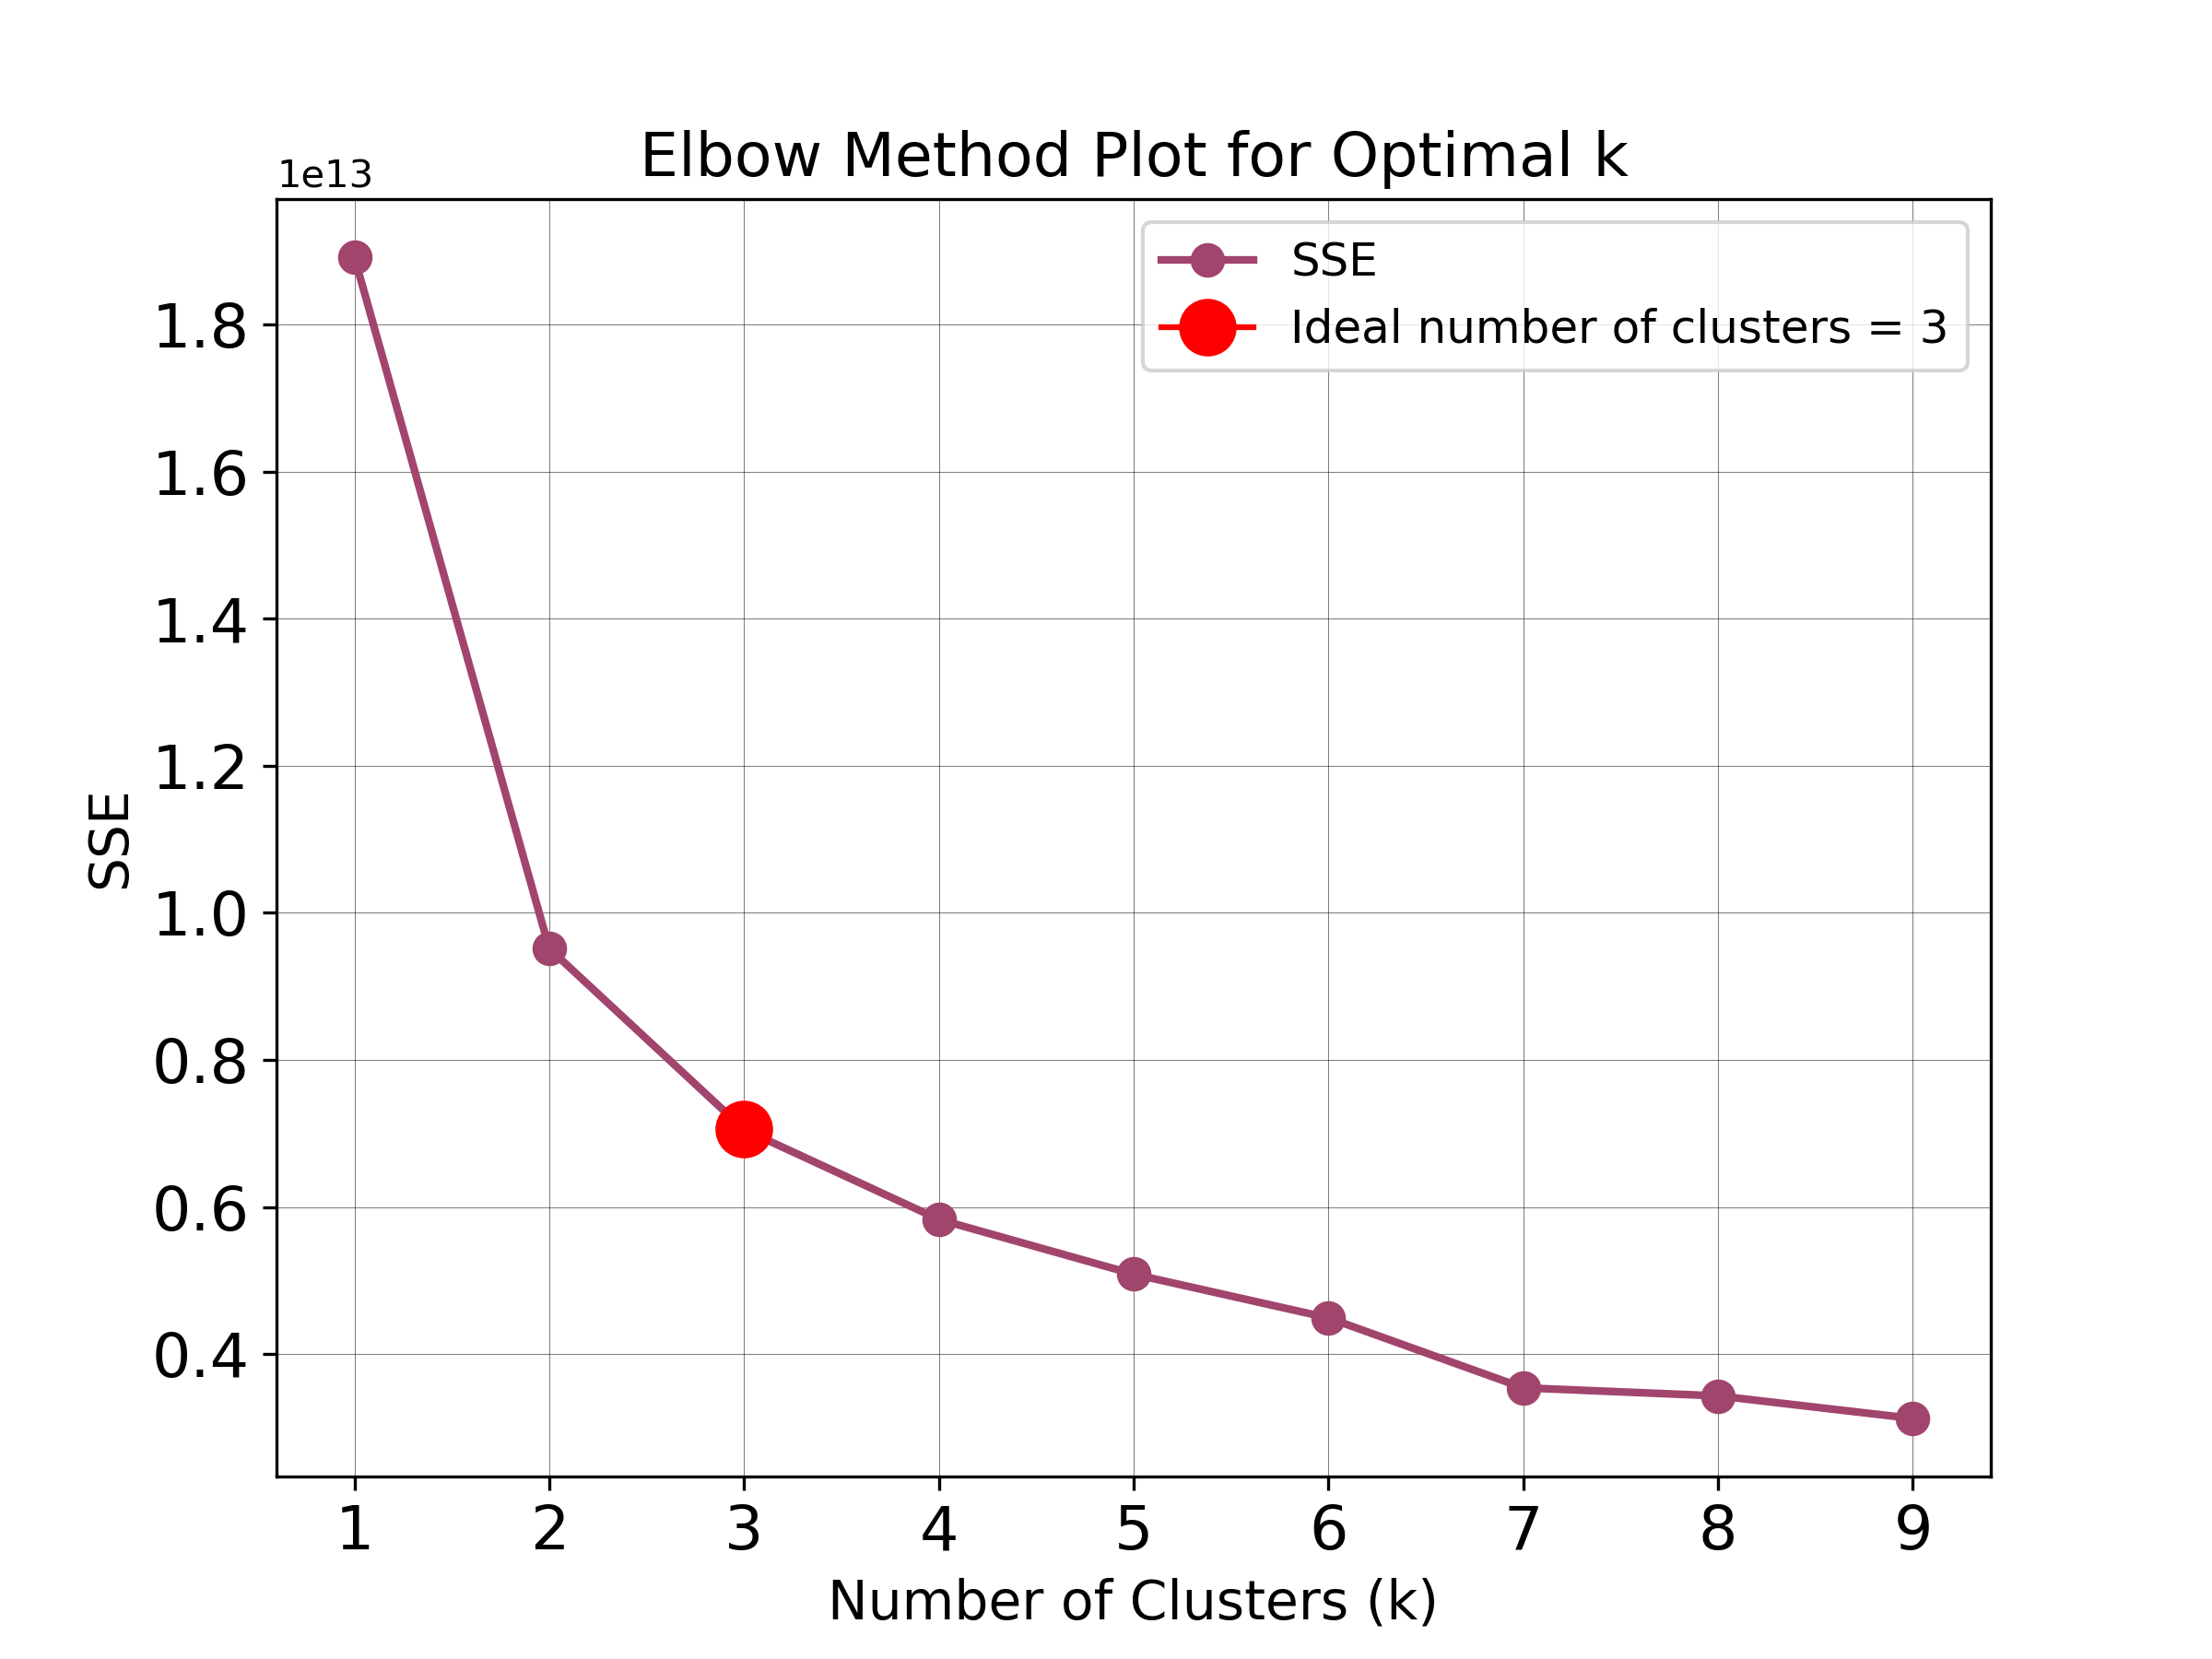 Elbow Method Plot for Optimal k
1e13
SSE
Ideal number of clusters = 3
1.8
1.6
1.4
1.2
1.0
0.8
0.6
0.4
SSE
1 2 3 4 5 6 7 8 9
Number of Clusters (k)